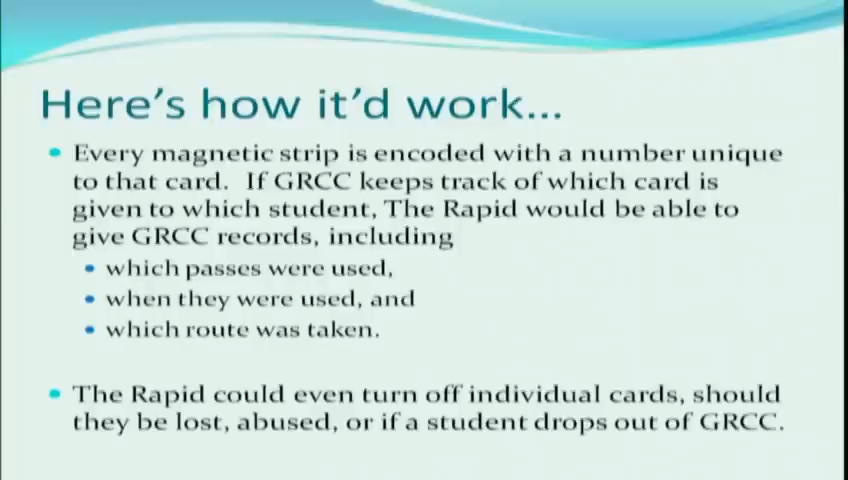 Here's how it'd work...
• Every magnetic strip is encoded with a number unique
to that card.  If GRCC keeps track of which card is
given to which student, The Rapid would be able to
give GRCC records, including
• which passes were used,
• when they were used, and
• which route was taken.
• The Rapid could even turn off individual cards, should
they be lost, abused, or if a student drops out of GRCC.